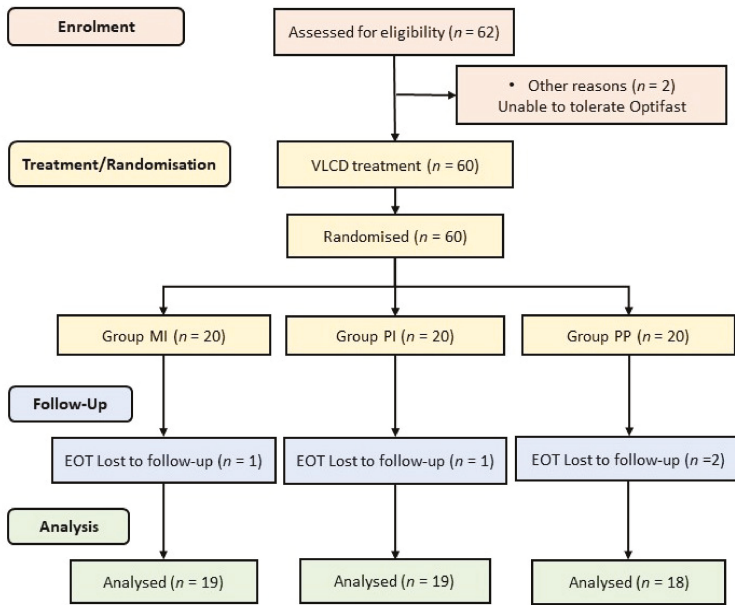 Enrolment
Assessed for eligibility (n = 62)
• Other reasons (n = 2)
Unable to tolerate Optifast
Treatment/Randomisation
VLCD treatment (n = 60)
Randomised (n = 60)
Group MI (n = 20)
Group PI (n = 20)
Group PP (n = 20)
Follow-Up
EOT Lost to follow-up (n = 1)
EOT Lost to follow-up (n = 1)
EOT Lost to follow-up (n =2)
Analysis
Analysed (n = 19)
Analysed (n = 19)
Analysed (n = 18)